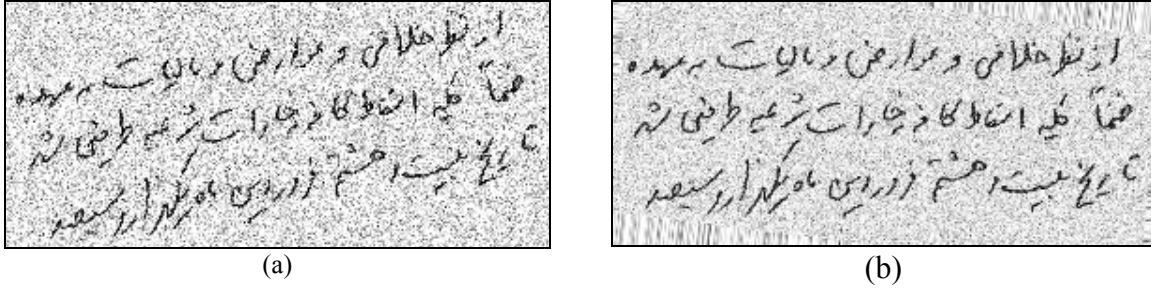 از نظر خلافی و عوارض و مالیات به عهده
ضمناً کلیه اسقاط کافه خیارات شرعیه طرفین شد
تاریخ بیست و هشتم فروردین ماه یکهزار و سیصد
(a)
از نظر خلافی و عوارض و مالیات به عهده
ضمناً کلیه اسقاط کافه خیارات شرعیه طرفین شد
تاریخ بیست و هشتم فروردین ماه یکهزار و سیصد
(b)